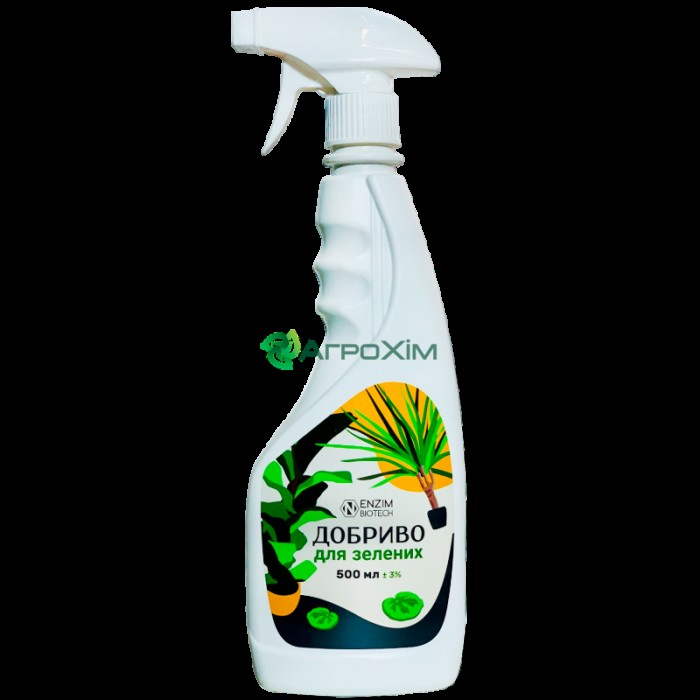 АГРОХІМ
ENZIM
BIOTECH
ДОБРИВО
для зелених
500 мл ± 3%